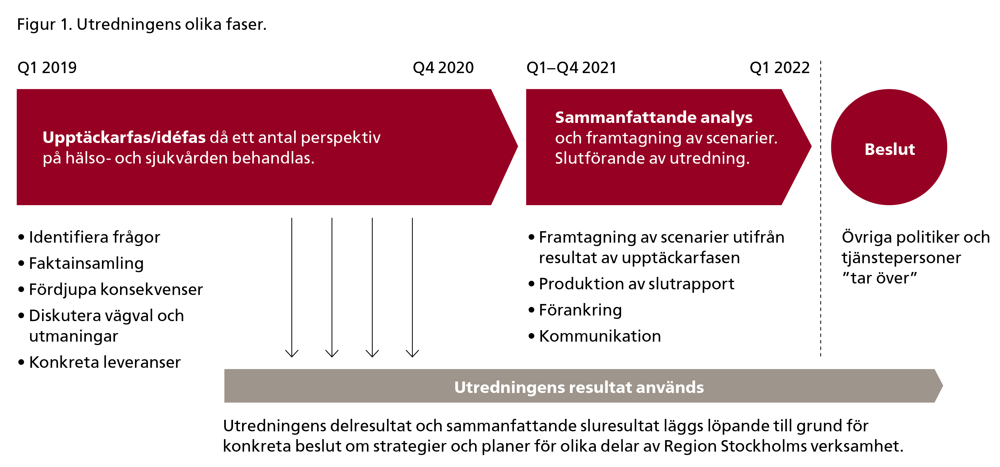 Figur 1. Utredningens olika faser.
Q1 2019
Q4 2020
Q1–Q4 2021
Q1 2022
Upptäckarfas/idéfas då ett antal perspektiv
på hälso- och sjukvården behandlas.
Sammanfattande analys
och framtagning av scenarier.
Slutförande av utredning.
Beslut
• Identifiera frågor
• Faktainsamling
• Fördjupa konsekvenser
• Diskutera vägval och
utmaningar
• Konkreta leveranser
• Framtagning av scenarier utifrån
resultat av upptäckarfasen
• Produktion av slutrapport
• Förankring
• Kommunikation
Övriga politiker och
tjänstepersoner
”tar över”
Utredningens resultat används
Utredningens delresultat och sammanfattande sluresultat läggs löpande till grund för
konkreta beslut om strategier och planer för olika delar av Region Stockholms verksamhet.